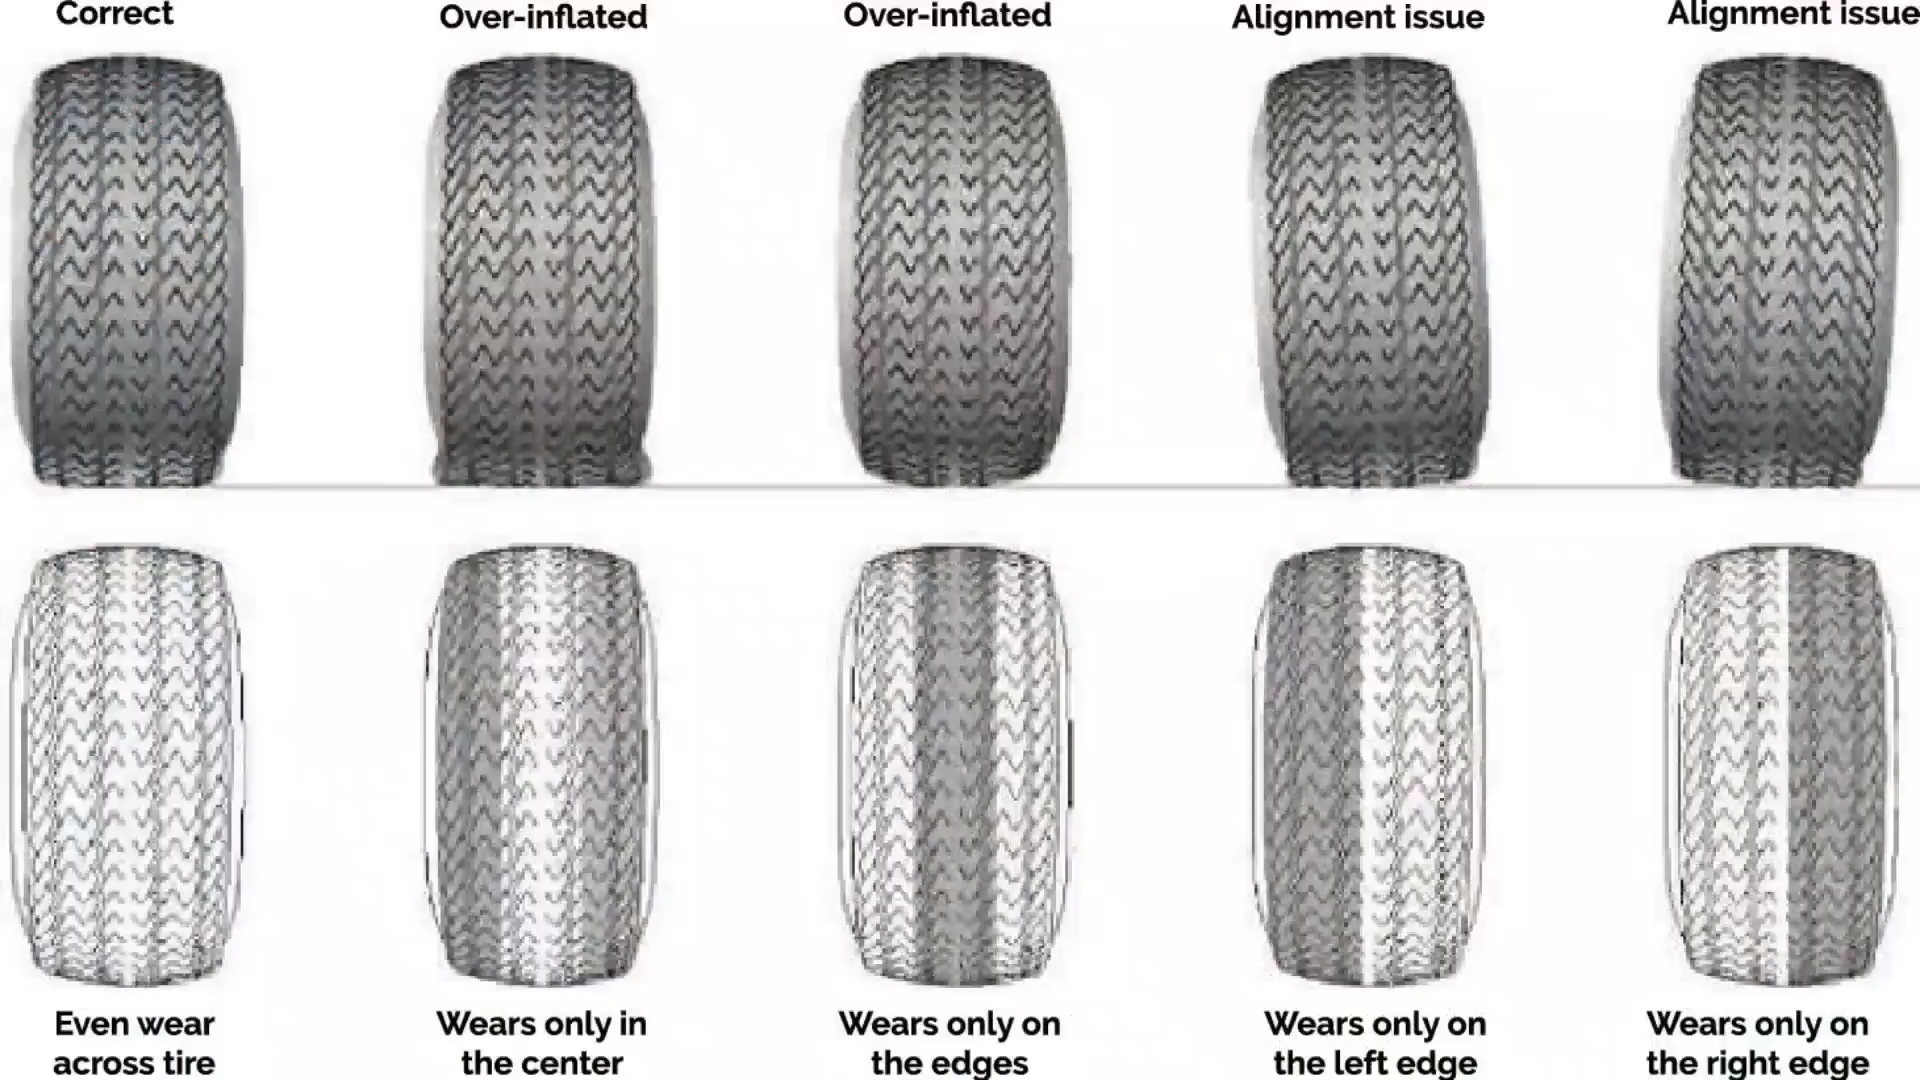 Correct
Over-inflated
Over-inflated
Alignment issue
Alignment issue
Even wear
across tire
Wears only in
the center
Wears only on
the edges
Wears only on
the left edge
Wears only on
the right edge